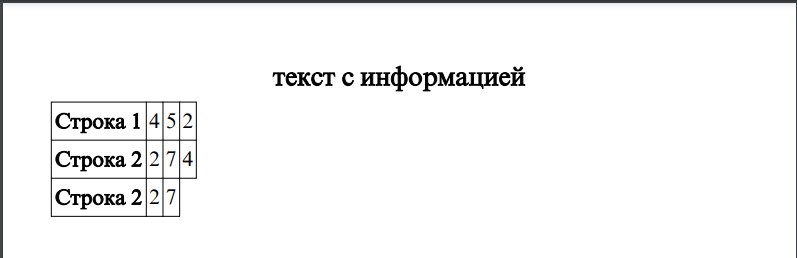 текст с информацией
Строка 1 4 5 2
Строка 2 2 7 4
Строка 2 2 7